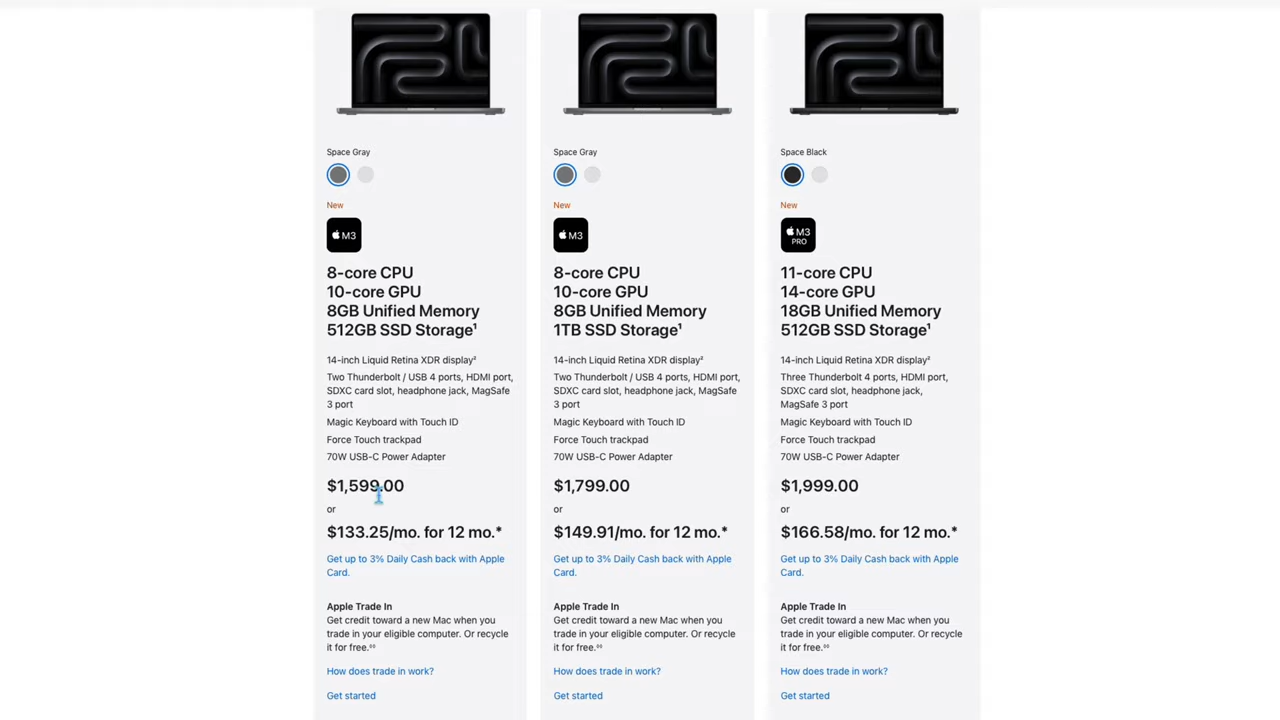 Space Gray
New
M3
8-core CPU
10-core GPU
8GB Unified Memory
512GB SSD Storage¹
14-inch Liquid Retina XDR display²
Two Thunderbolt / USB 4 ports, HDMI port,
SDXC card slot, headphone jack, MagSafe
3 port
Magic Keyboard with Touch ID
Force Touch trackpad
70W USB-C Power Adapter
$1,599.00
or
$133.25/mo. for 12 mo.*
Get up to 3% Daily Cash back with Apple
Card.
Apple Trade In
Get credit toward a new Mac when you
trade in your eligible computer. Or recycle
it for free.°°
How does trade in work?
Get started
Space Gray
New
M3
8-core CPU
10-core GPU
8GB Unified Memory
1TB SSD Storage¹
14-inch Liquid Retina XDR display²
Two Thunderbolt / USB 4 ports, HDMI port,
SDXC card slot, headphone jack, MagSafe
3 port
Magic Keyboard with Touch ID
Force Touch trackpad
70W USB-C Power Adapter
$1,799.00
or
$149.91/mo. for 12 mo.*
Get up to 3% Daily Cash back with Apple
Card.
Apple Trade In
Get credit toward a new Mac when you
trade in your eligible computer. Or recycle
it for free.°°
How does trade in work?
Get started
Space Black
New
M3
PRO
11-core CPU
14-core GPU
18GB Unified Memory
512GB SSD Storage¹
14-inch Liquid Retina XDR display²
Three Thunderbolt 4 ports, HDMI port,
SDXC card slot, headphone jack,
MagSafe 3 port
Magic Keyboard with Touch ID
Force Touch trackpad
70W USB-C Power Adapter
$1,999.00
or
$166.58/mo. for 12 mo.*
Get up to 3% Daily Cash back with Apple
Card.
Apple Trade In
Get credit toward a new Mac when you
trade in your eligible computer. Or recycle
it for free.°°
How does trade in work?
Get started